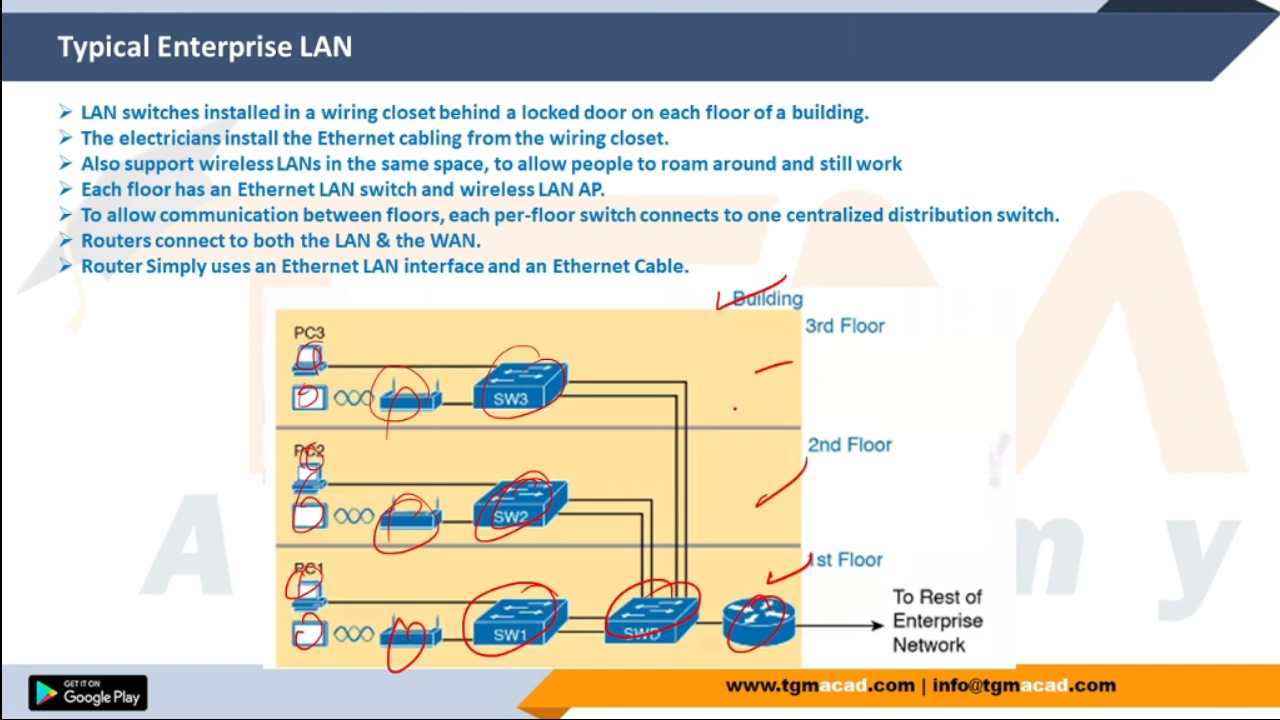 Typical Enterprise LAN
➢ LAN switches installed in a wiring closet behind a locked door on each floor of a building.
➢ The electricians install the Ethernet cabling from the wiring closet.
➢ Also support wireless LANs in the same space, to allow people to roam around and still work
➢ Each floor has an Ethernet LAN switch and wireless LAN AP.
➢ To allow communication between floors, each per-floor switch connects to one centralized distribution switch.
➢ Routers connect to both the LAN & the WAN.
➢ Router Simply uses an Ethernet LAN interface and an Ethernet Cable.
Building
3rd Floor
PC3
SW3
2nd Floor
PC2
SW2
1st Floor
PC1
SW1
SWD
To Rest of
Enterprise
Network
GET IT ON
Google Play
www.tgmacad.com | info@tgmacad.com